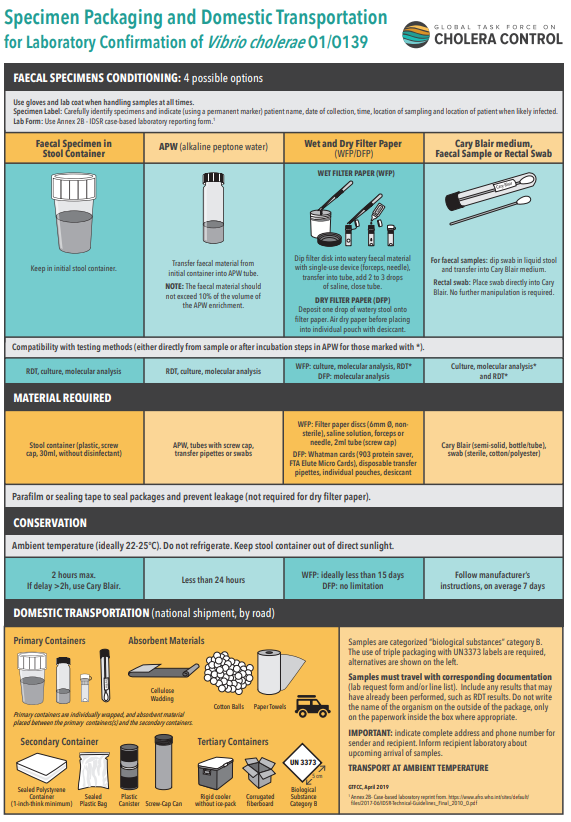 Specimen Packaging and Domestic Transportation
for Laboratory Confirmation of Vibrio cholerae O1/O139
GLOBAL TASK FORCE ON
CHOLERA CONTROL
FAECAL SPECIMENS CONDITIONING: 4 possible options
Use gloves and lab coat when handling samples at all times.
Specimen Label: Carefully identify specimens and indicate (using a permanent marker) patient name, date of collection, time, location of sampling and location of patient when likely infected.
Lab Form: Use Annex 2B - IDSR case-based laboratory reporting form.¹
Faecal Specimen in
Stool Container
Keep in initial stool container.
APW (alkaline peptone water)
Transfer faecal material from
initial container into APW tube.
NOTE: The faecal material should
not exceed 10% of the volume of
the APW enrichment.
Wet and Dry Filter Paper
(WFP/DFP)
WET FILTER PAPER (WFP)
Dip filter disk into watery faecal material
with single-use device (forceps, needle),
transfer into tube, add 2 to 3 drops
of saline, close tube.
DRY FILTER PAPER (DFP)
Deposit one drop of watery stool onto
filter paper. Air dry paper before placing
into individual pouch with desiccant.
Cary Blair medium,
Faecal Sample or Rectal Swab
Cary Blair
For faecal samples: dip swab in liquid stool
and transfer into Cary Blair medium.
Rectal swab: Place swab directly into Cary
Blair. No further manipulation is required.
Compatibility with testing methods (either directly from sample or after incubation steps in APW for those marked with *).
RDT, culture, molecular analysis
RDT, culture, molecular analysis
WFP: culture, molecular analysis, RDT*
DFP: molecular analysis
Culture, molecular analysis*
and RDT*
MATERIAL REQUIRED
Stool container (plastic, screw
cap, 30ml, without disinfectant)
APW, tubes with screw cap,
transfer pipettes or swabs
WFP: Filter paper discs (6mm Ø, non-
sterile), saline solution, forceps or
needle, 2ml tube (screw cap)
DFP: Whatman cards (903 protein saver,
FTA Elute Micro Cards), disposable transfer
pipettes, individual pouches, desiccant
Cary Blair (semi-solid, bottle/tube),
swab (sterile, cotton/polyester)
Parafilm or sealing tape to seal packages and prevent leakage (not required for dry filter paper).
CONSERVATION
Ambient temperature (ideally 22-25°C). Do not refrigerate. Keep stool container out of direct sunlight.
2 hours max.
If delay >2h, use Cary Blair.
Less than 24 hours
WFP: ideally less than 15 days
DFP: no limitation
Follow manufacturer's
instructions, on average 7 days
DOMESTIC TRANSPORTATION (national shipment, by road)
Primary Containers
Absorbent Materials
Cellulose
Wadding
Cotton Balls
Paper Towels
Primary containers are individually wrapped, and absorbent material
placed between the primary containers(s) and the secondary containers.
Secondary Container
Sealed Polystyrene
Container
(1-inch-think minimum)
Sealed
Plastic Bag
Plastic
Canister
Screw-Cap Can
Tertiary Containers
Rigid cooler
without ice-pack
Corrugated
fiberboard
UN 3373
5 cm
Biological
Substance
Category B
Samples are categorized "biological substances" category B.
The use of triple packaging with UN3373 labels are required,
alternatives are shown on the left.
Samples must travel with corresponding documentation
(lab request form and/or line list). Include any results that may
have already been performed, such as RDT results. Do not write
the name of the organism on the outside of the package, only
on the paperwork inside the box where appropriate.
IMPORTANT: indicate complete address and phone number for
sender and recipient. Inform recipient laboratory about
upcoming arrival of samples.
TRANSPORT AT AMBIENT TEMPERATURE
GTFCC, April 2019
¹ Annex 2B- Case-based laboratory reprint from. https://www.afro.who.int/sites/default/
files/2017-06/IDSR-Technical-Guidelines_Final_2010_0.pdf